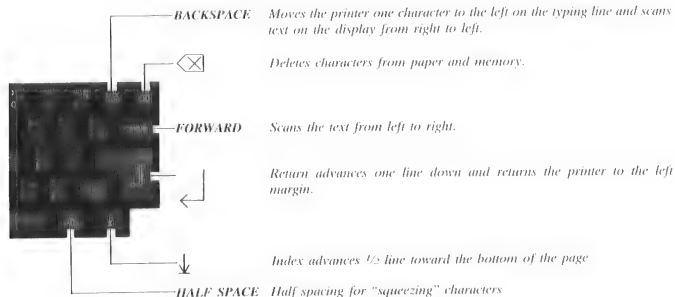 BACKSPACE Moves the printer one character to the left on the typing line and scans
text on the display from right to left.
Deletes characters from paper and memory.
FORWARD Scans the text from left to right.
Return advances one line down and returns the printer to the left
margin.
Index advances 1/2 line toward the bottom of the page
HALF SPACE Half spacing for "squeezing" characters